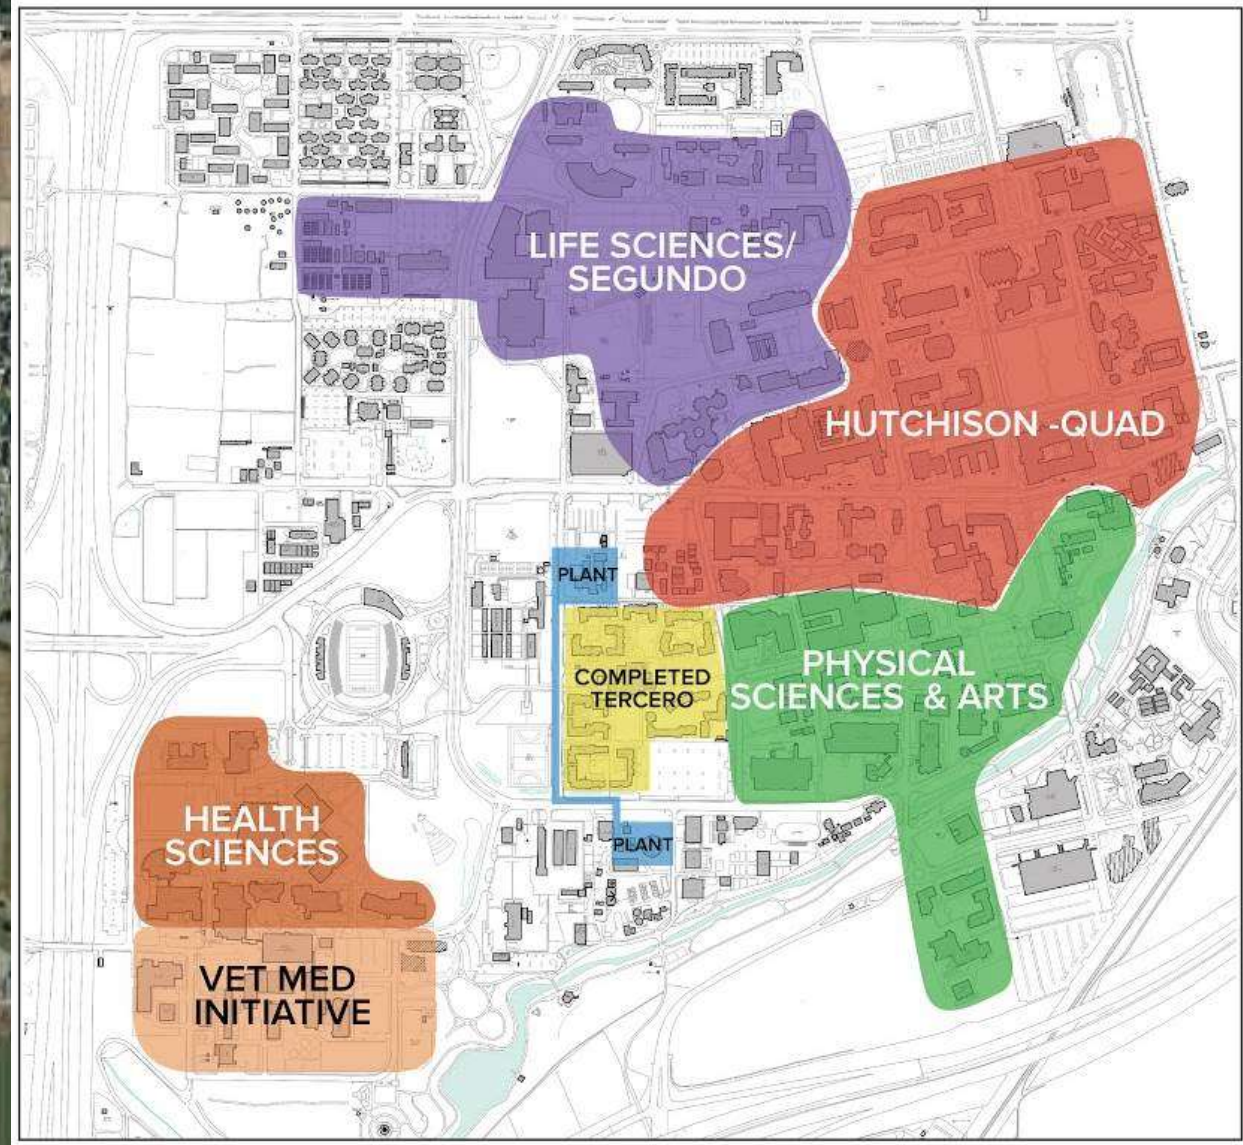 LIFE SCIENCES/
SEGUNDO
HUTCHISON -QUAD
PLANT
COMPLETED
TERCERO
PHYSICAL
SCIENCES & ARTS
HEALTH
SCIENCES
PLANT
VET MED
INITIATIVE